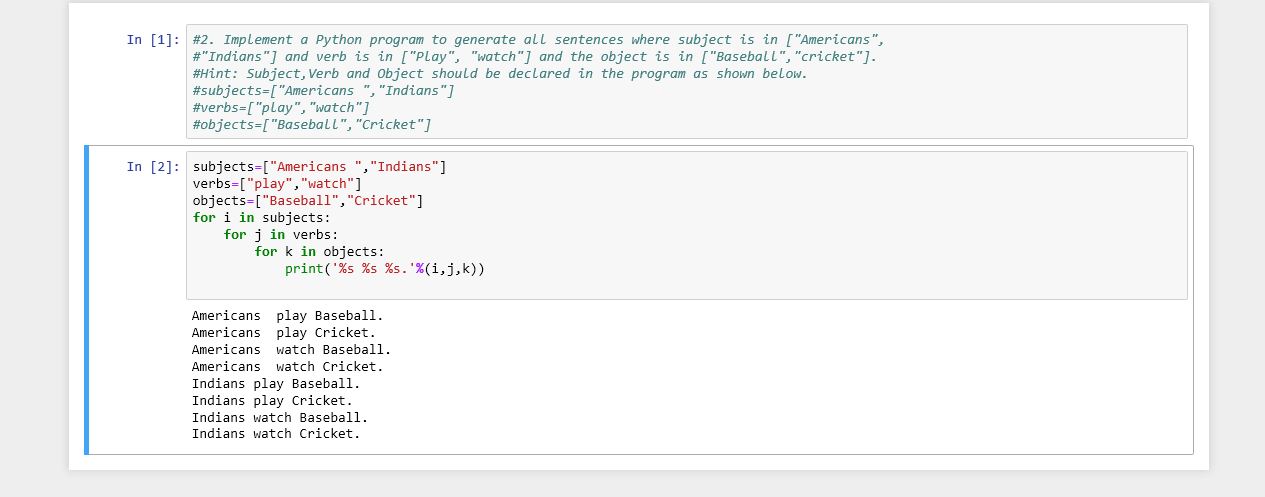 In [1]: #2. Implement a Python program to generate all sentences where subject is in ["Americans",
#"Indians"] and verb is in ["Play", "watch"] and the object is in ["Baseball","cricket"].
#Hint: Subject,Verb and Object should be declared in the program as shown below.
#subjects=["Americans ","Indians"]
#verbs=["play","watch"]
#objects=["Baseball","Cricket"]
In [2]: subjects=["Americans ","Indians"]
verbs=["play","watch"]
objects=["Baseball","Cricket"]
for i in subjects:
    for j in verbs:
        for k in objects:
            print('%s %s %s.'%(i,j,k))
Americans  play Baseball.
Americans  play Cricket.
Americans  watch Baseball.
Americans  watch Cricket.
Indians play Baseball.
Indians play Cricket.
Indians watch Baseball.
Indians watch Cricket.